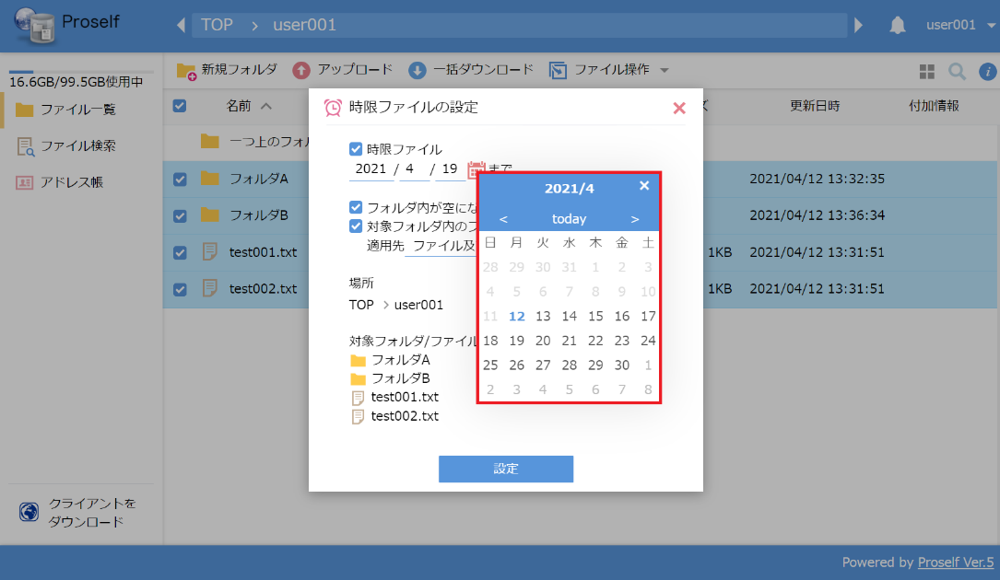 Proself
TOP > user001
user001
16.6GB/99.5GB使用中
ファイル一覧
ファイル検索
アドレス帳
クライアントを
ダウンロード
新規フォルダ アップロード 一括ダウンロード ファイル操作
名前 ズ 更新日時 付加情報
一つ上のフォル
フォルダA 2021/04/12 13:32:35
フォルダB 2021/04/12 13:36:34
test001.txt 1KB 2021/04/12 13:31:51
test002.txt 1KB 2021/04/12 13:31:51
時限ファイルの設定
時限ファイル
2021 / 4 / 19 まで
フォルダ内が空にな
対象フォルダ内のフ
適用先 ファイル及
場所
TOP > user001
対象フォルダ/ファイル
フォルダA
フォルダB
test001.txt
test002.txt
設定
2021/4
< today >
日 月 火 水 木 金 土
28 29 30 31 1 2 3
4 5 6 7 8 9 10
11 12 13 14 15 16 17
18 19 20 21 22 23 24
25 26 27 28 29 30 1
2 3 4 5 6 7 8
Powered by Proself Ver.5